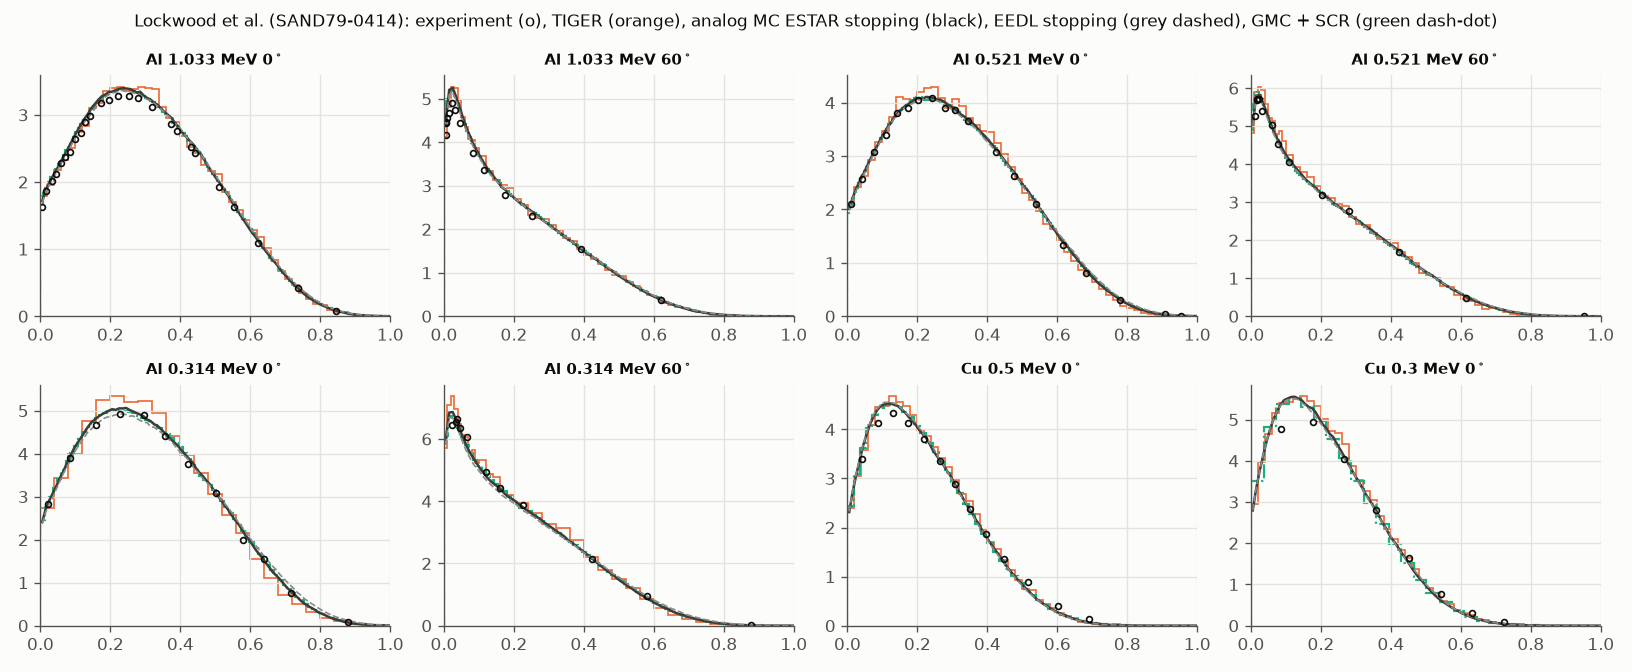 Lockwood et al. (SAND79-0414): experiment (o), TIGER (orange), analog MC ESTAR stopping (black), EEDL stopping (grey dashed), GMC + SCR (green dash-dot)
Al 1.033 MeV 0°
3
2
1
0
0.0 0.2 0.4 0.6 0.8 1.0
Al 1.033 MeV 60°
5
4
3
2
1
0
0.0 0.2 0.4 0.6 0.8 1.0
Al 0.521 MeV 0°
4
3
2
1
0
0.0 0.2 0.4 0.6 0.8 1.0
Al 0.521 MeV 60°
6
5
4
3
2
1
0
0.0 0.2 0.4 0.6 0.8 1.0
Al 0.314 MeV 0°
5
4
3
2
1
0
0.0 0.2 0.4 0.6 0.8 1.0
Al 0.314 MeV 60°
6
4
2
0
0.0 0.2 0.4 0.6 0.8 1.0
Cu 0.5 MeV 0°
4
3
2
1
0
0.0 0.2 0.4 0.6 0.8 1.0
Cu 0.3 MeV 0°
5
4
3
2
1
0
0.0 0.2 0.4 0.6 0.8 1.0